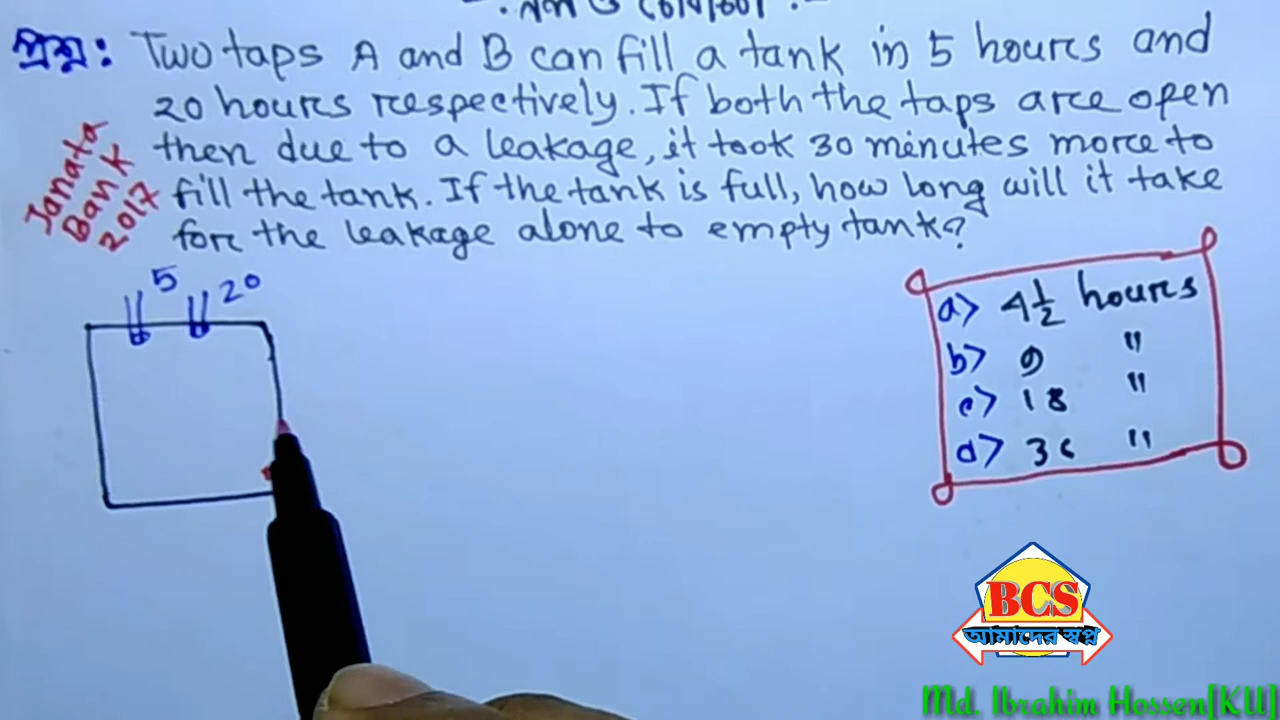 প্রশ্ন: Two taps A and B can fill a tank in 5 hours and
20 hours respectively. If both the taps are open
then due to a leakage, it took 30 minutes more to
fill the tank. If the tank is full, how long will it take
for the leakage alone to empty tank?
Janata
Bank
2017
5 20
a> 4½ hours
b> 9 "
c> 18 "
d> 36 "
BCS
আমাদের স্বপ্ন
Md. Ibrahim Hossen[KU]